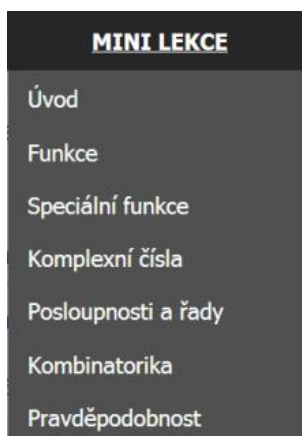 MINI LEKCE
Úvod
Funkce
Speciální funkce
Komplexní čísla
Posloupnosti a řady
Kombinatorika
Pravděpodobnost